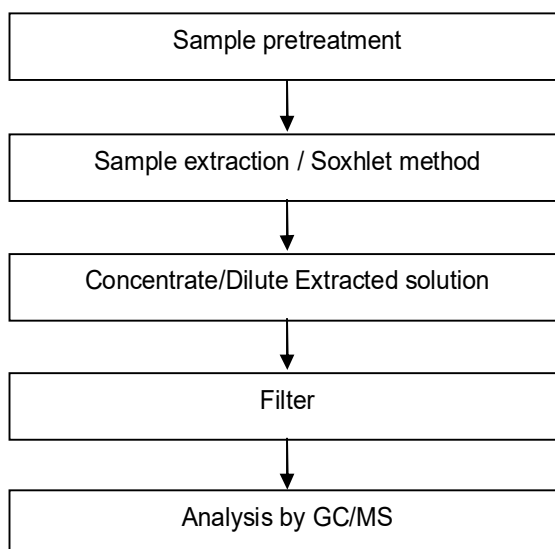 Sample pretreatment
Sample extraction / Soxhlet method
Concentrate/Dilute Extracted solution
Filter
Analysis by GC/MS